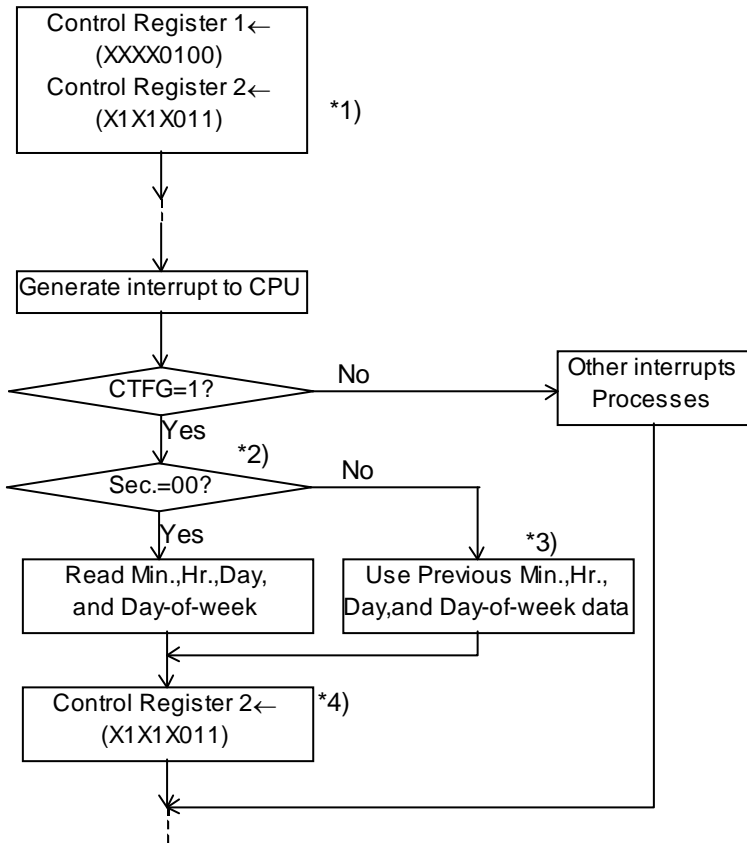 Control Register 1←
(XXXX0100)
Control Register 2←
(X1X1X011)
*1)
Generate interrupt to CPU
CTFG=1?
No
Other interrupts
Processes
Yes
*2)
Sec.=00?
No
Yes
*3)
Read Min.,Hr.,Day,
and Day-of-week
Use Previous Min.,Hr.,
Day,and Day-of-week data
Control Register 2←
(X1X1X011)
*4)